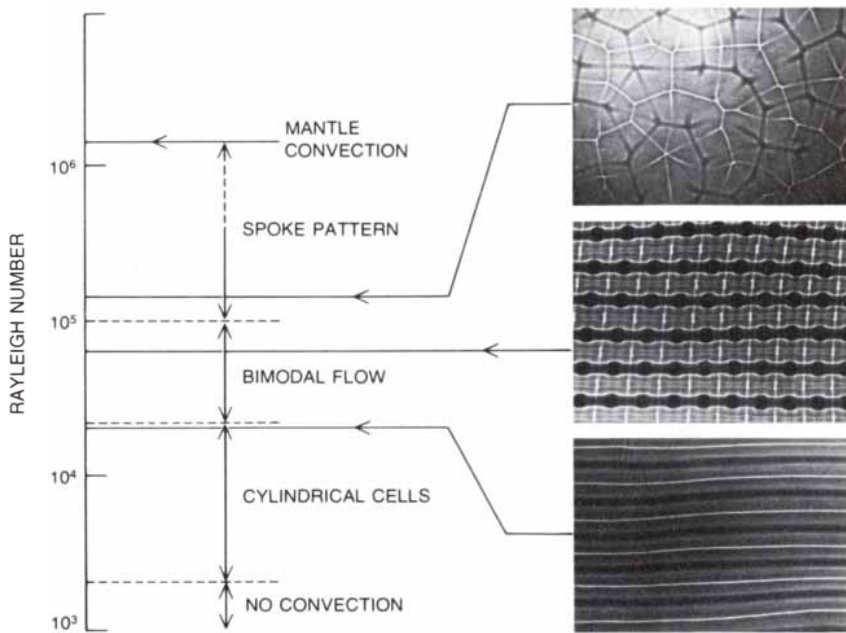 RAYLEIGH NUMBER
10⁶
10⁵
10⁴
10³
MANTLE
CONVECTION
SPOKE PATTERN
BIMODAL FLOW
CYLINDRICAL CELLS
NO CONVECTION